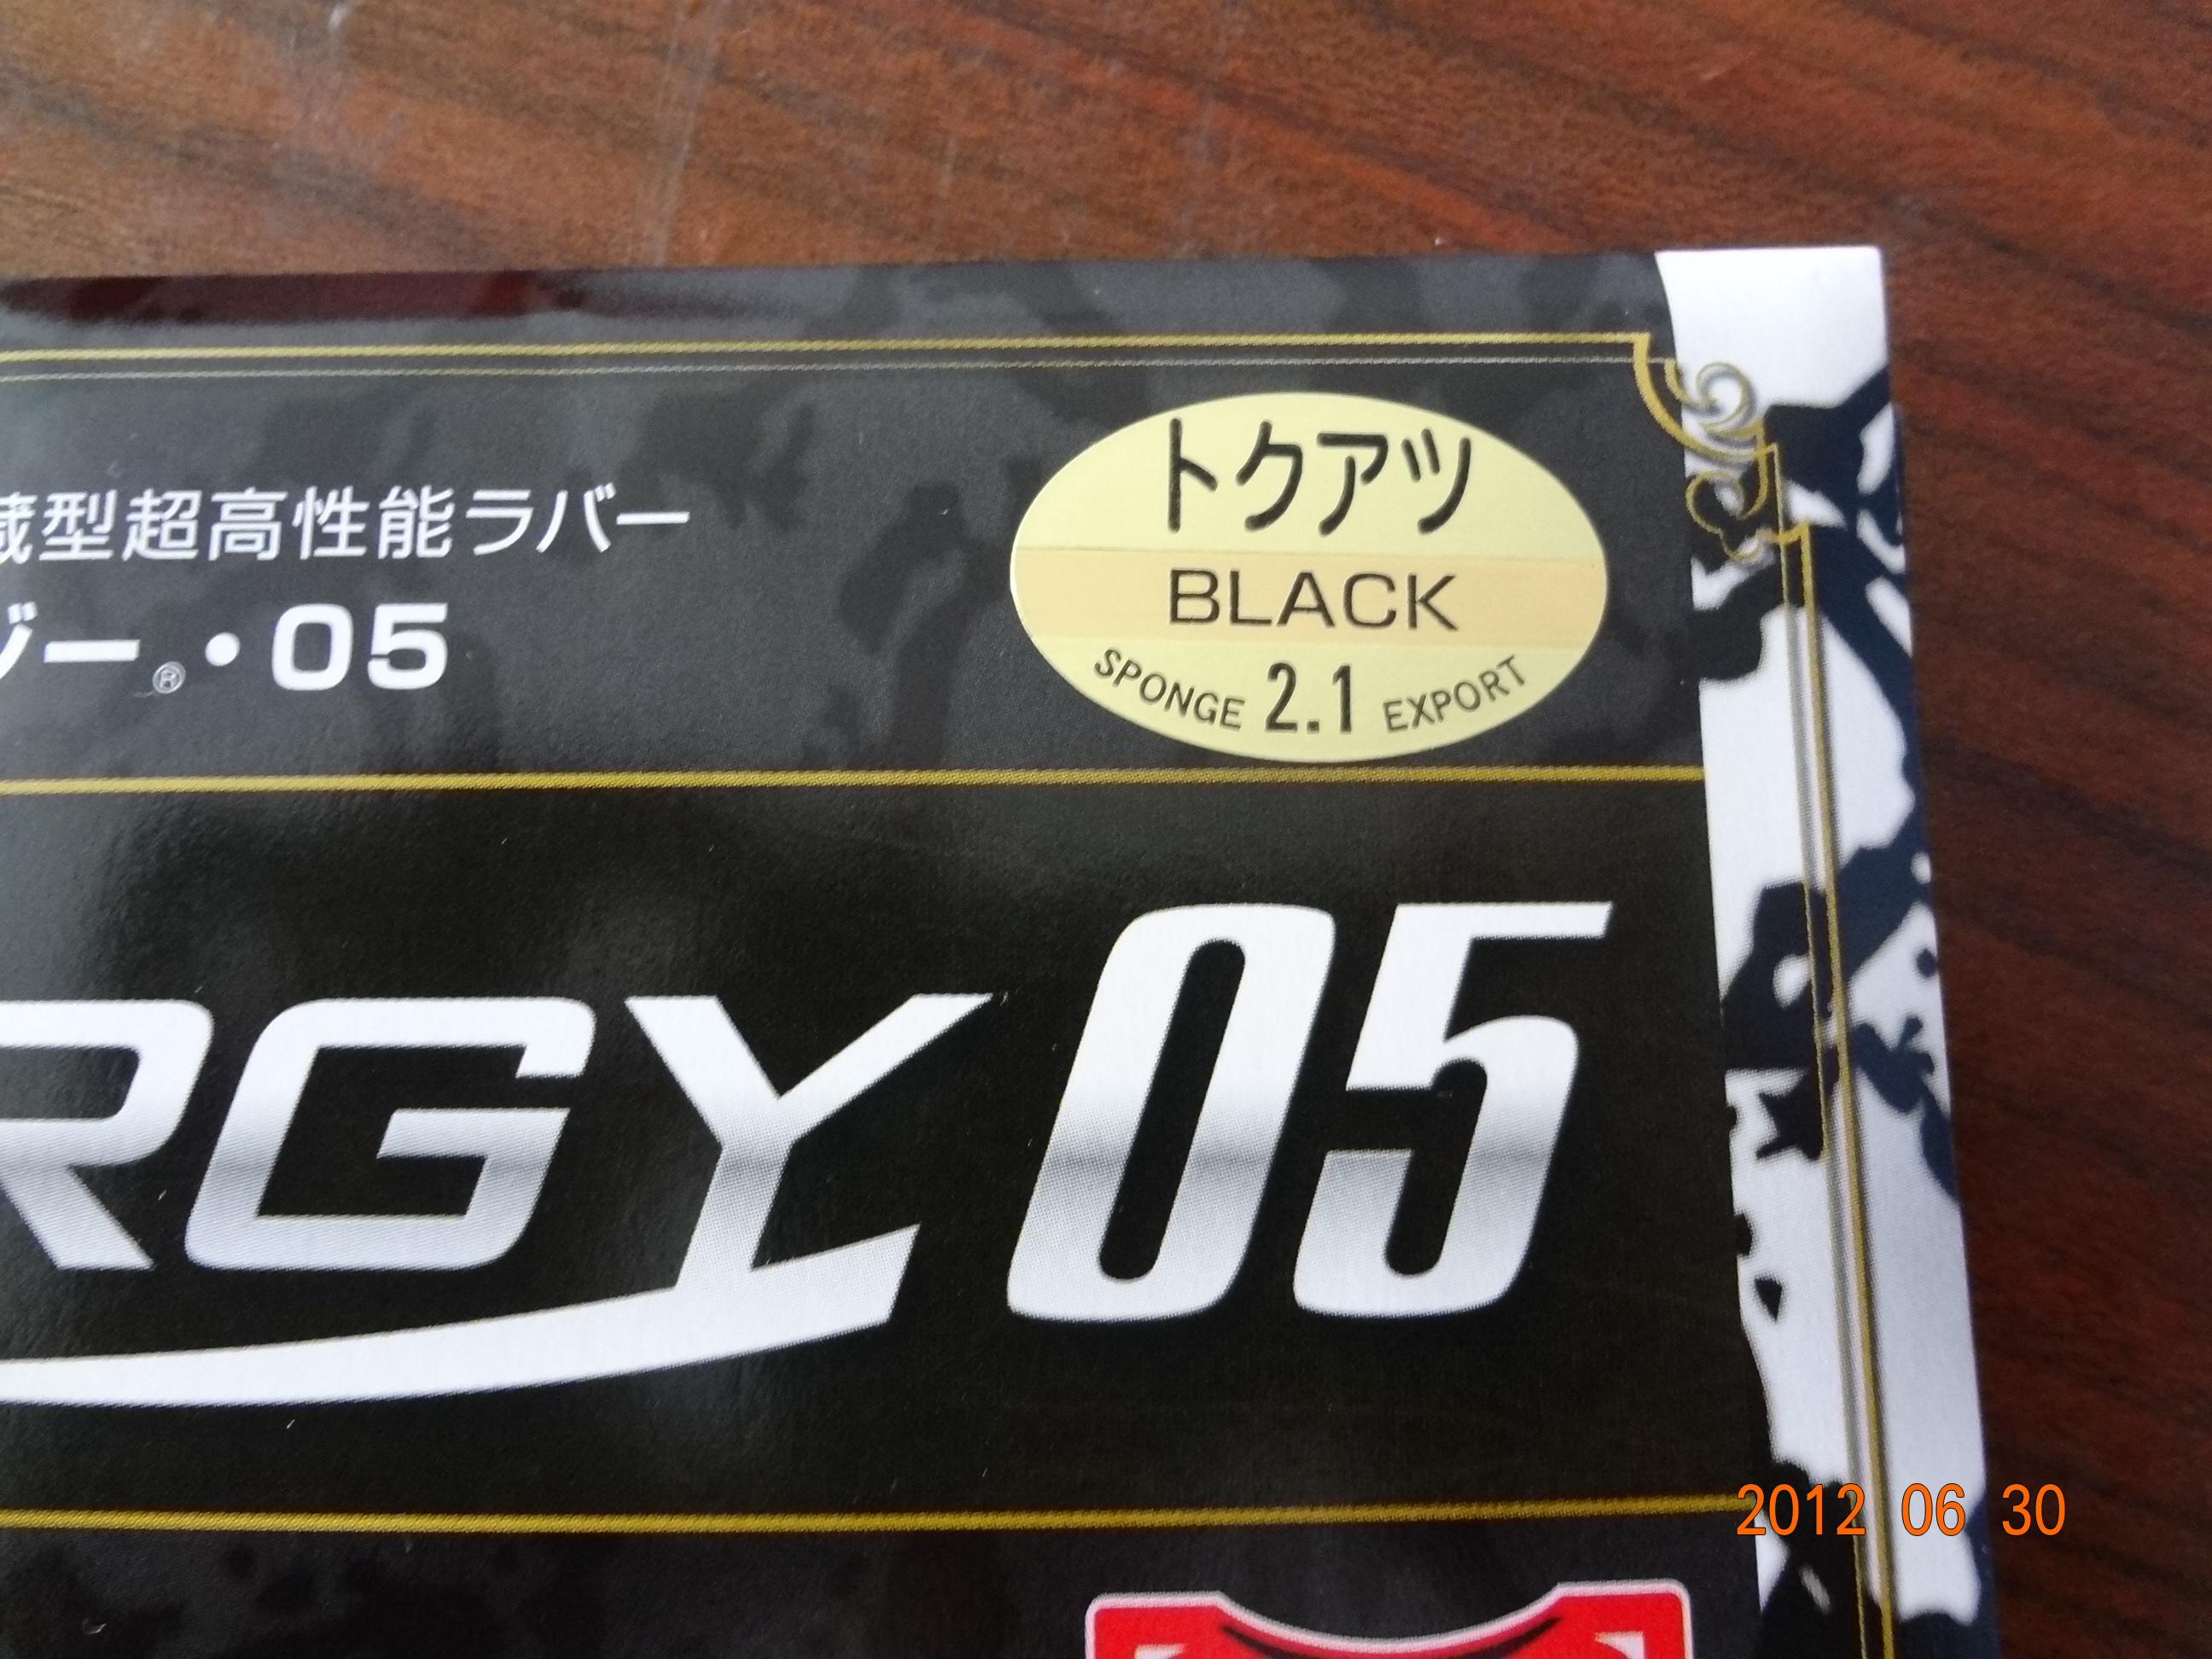 蔵型超高性能ラバー
ジー®・05
トクアツ
BLACK
SPONGE 2.1 EXPORT
RGY 05
2012 06 30